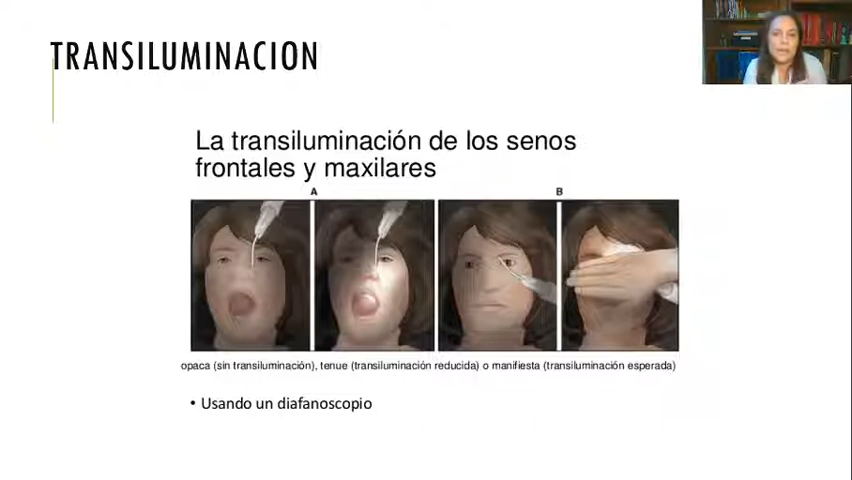 TRANSILUMINACION
La transiluminación de los senos
frontales y maxilares
A
B
opaca (sin transiluminación), tenue (transiluminación reducida) o manifiesta (transiluminación esperada)
• Usando un diafanoscopio